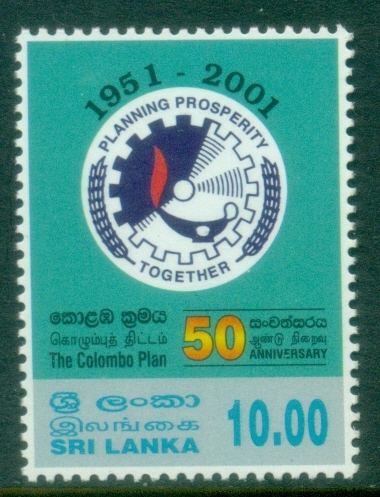 1951 - 2001
PLANNING PROSPERITY
TOGETHER
කොළඹ ක්‍රමය
கொழும்புத் திட்டம்
The Colombo Plan
50
සංවත්සරය
ஆண்டு நிறைவு
ANNIVERSARY
ශ්‍රී ලංකා
இலங்கை
SRI LANKA
10.00